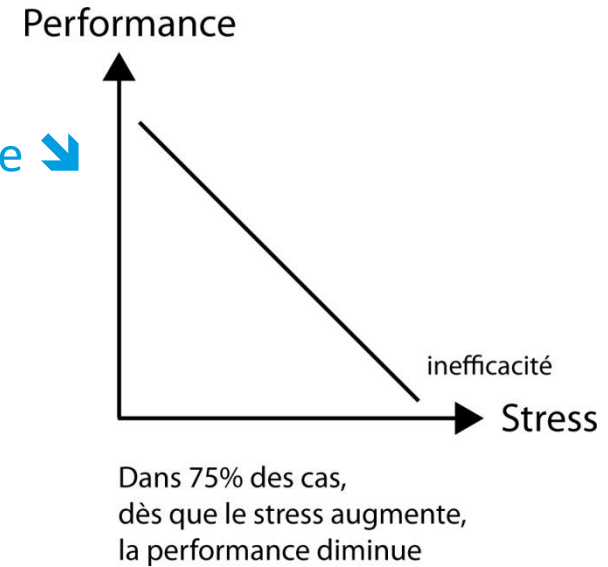 Performance
e
inefficacité
Stress
Dans 75% des cas,
dès que le stress augmente,
la performance diminue